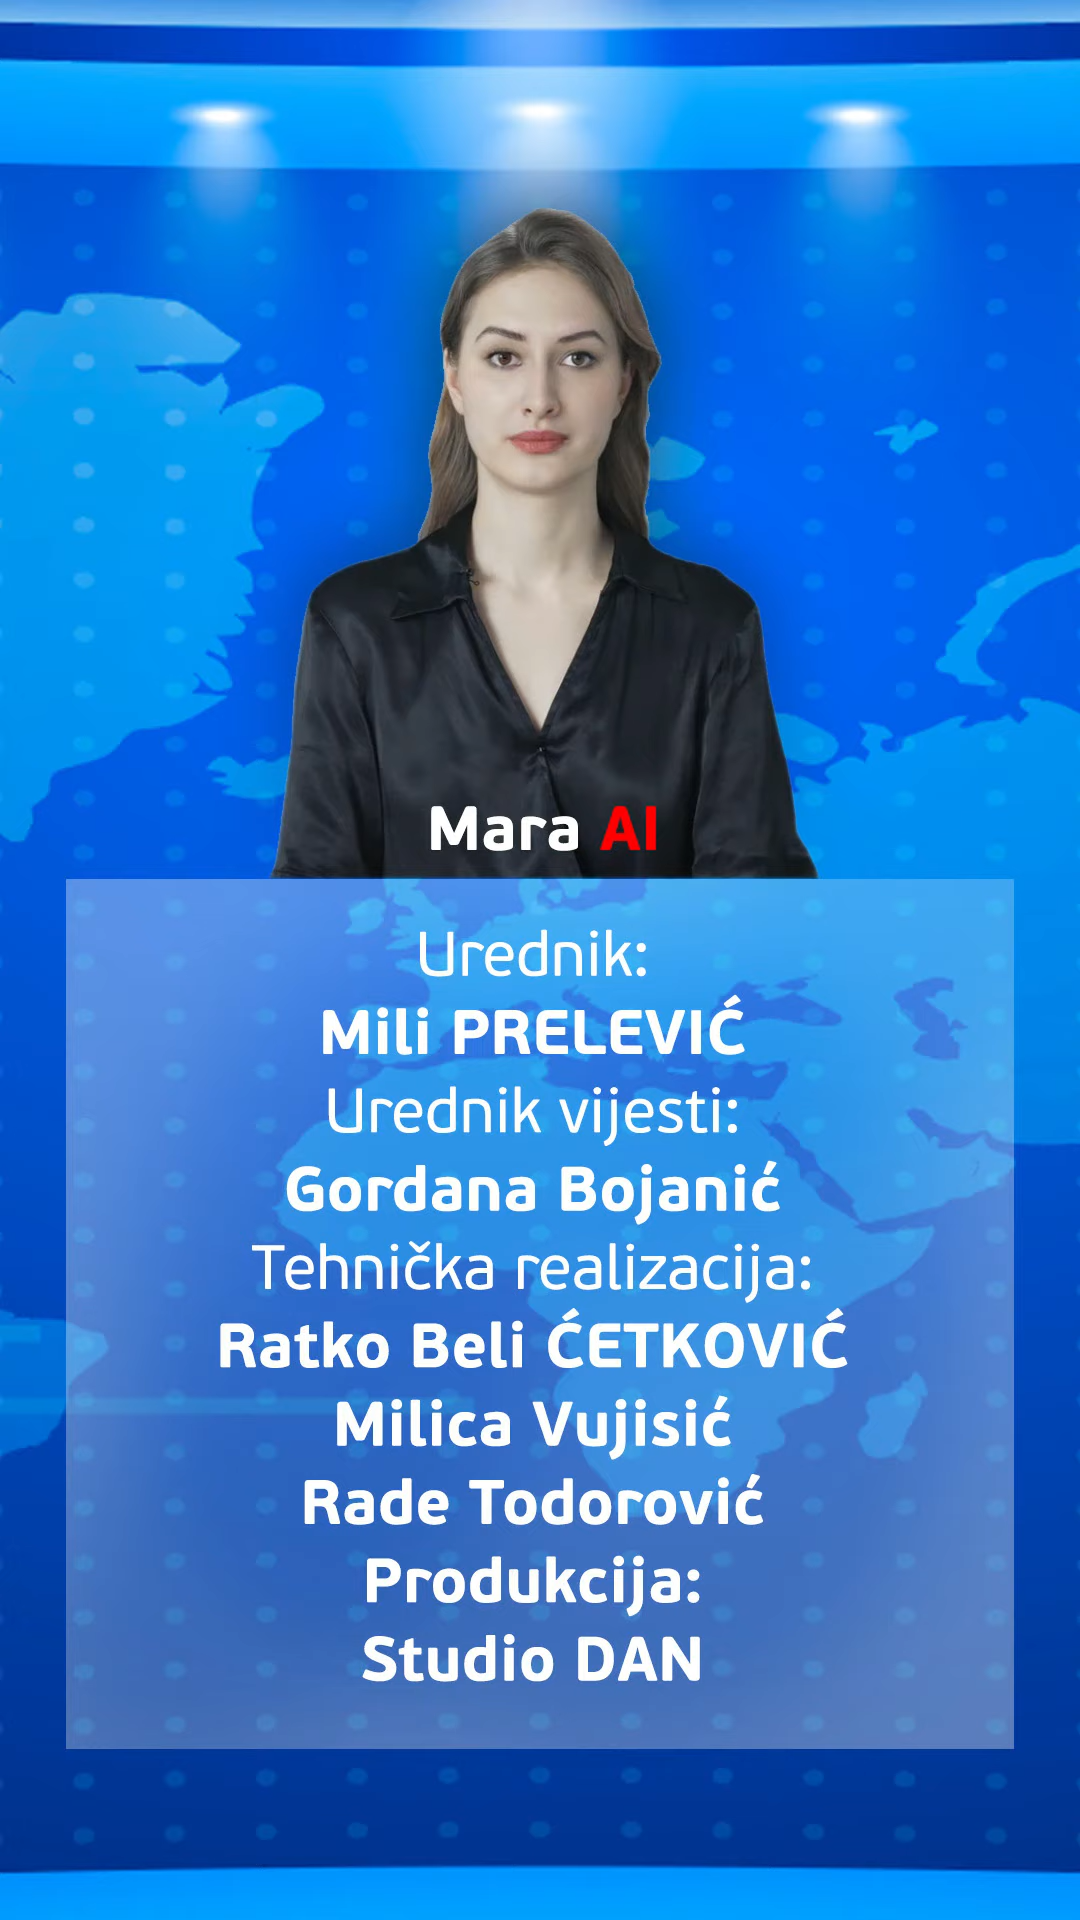 Mara AI
Urednik:
Mili PRELEVIĆ
Urednik vijesti:
Gordana Bojanić
Tehnička realizacija:
Ratko Beli ĆETKOVIĆ
Milica Vujisić
Rade Todorović
Produkcija:
Studio DAN